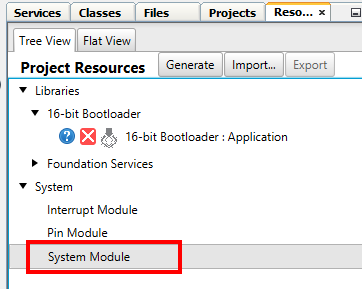 Services Classes Files Projects Reso... ×
Tree View Flat View
Project Resources Generate Import... Export
Libraries
16-bit Bootloader
16-bit Bootloader : Application
Foundation Services
System
Interrupt Module
Pin Module
System Module